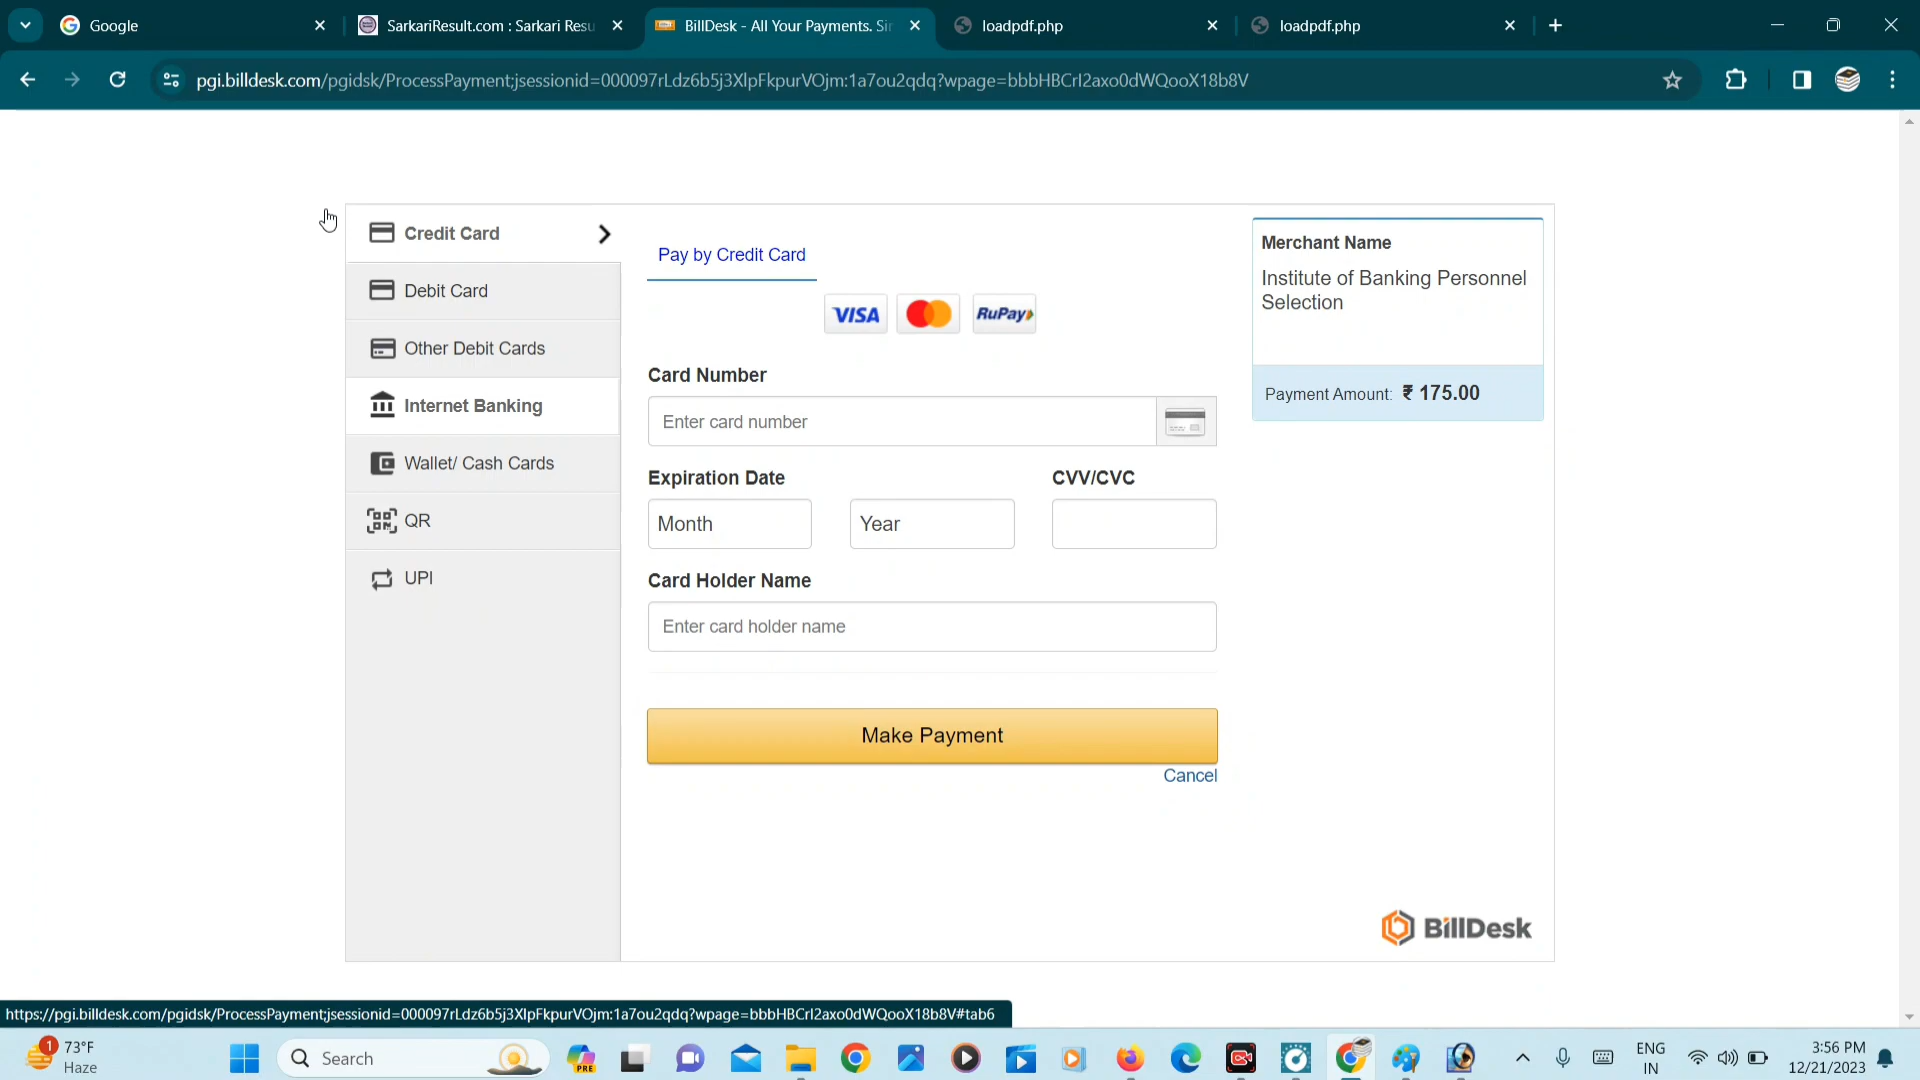 Google
SarkariResult.com : Sarkari Resu
BillDesk - All Your Payments. Sin
loadpdf.php
loadpdf.php
pgi.billdesk.com/pgidsk/ProcessPayment;jsessionid=000097rLdz6b5j3XlpFkpurVOjm:1a7ou2qdq?wpage=bbbHBCrI2axo0dWQooX18b8V
Credit Card
Debit Card
Other Debit Cards
Internet Banking
Wallet/ Cash Cards
QR
UPI
Pay by Credit Card
VISA
RuPay
Card Number
Enter card number
Expiration Date
CVV/CVC
Month
Year
Card Holder Name
Enter card holder name
Make Payment
Cancel
Merchant Name
Institute of Banking Personnel
Selection
Payment Amount: ₹ 175.00
BillDesk
https://pgi.billdesk.com/pgidsk/ProcessPayment;jsessionid=000097rLdz6b5j3XlpFkpurVOjm:1a7ou2qdq?wpage=bbbHBCrI2axo0dWQooX18b8V#tab6
1
73°F
Haze
Search
PRE
ENG
IN
3:56 PM
12/21/2023